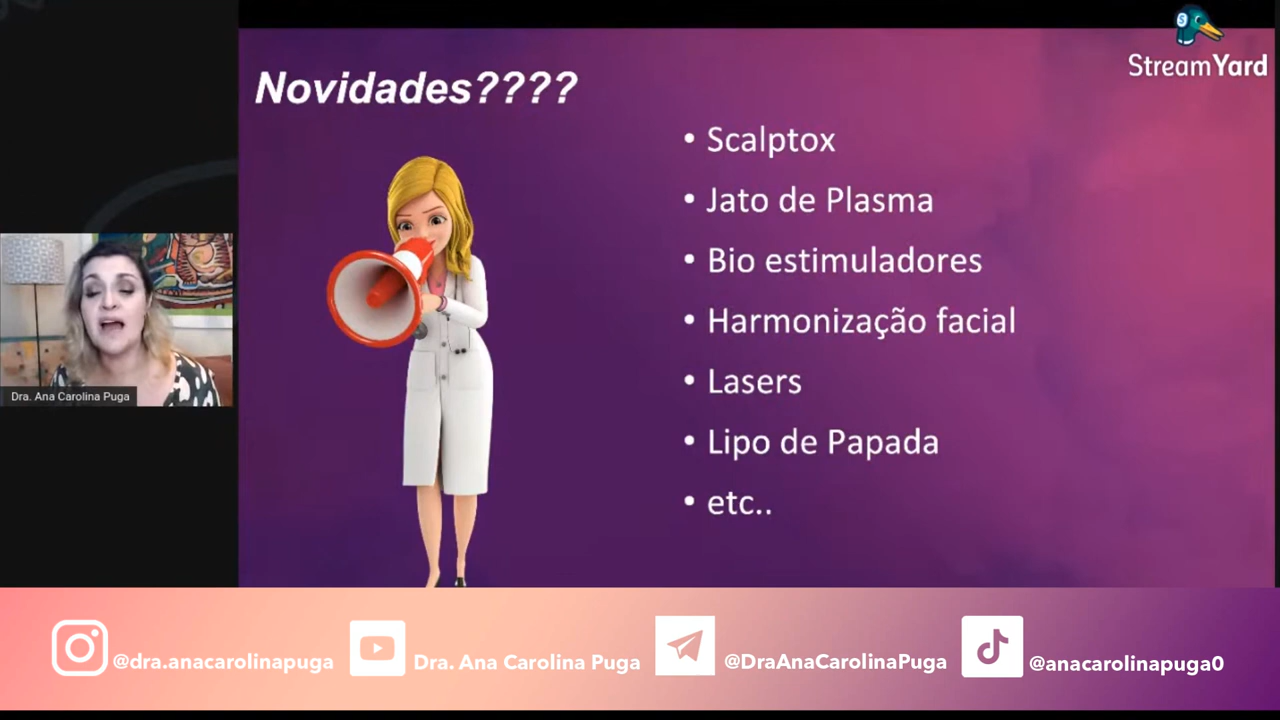 StreamYard
Novidades????
• Scalptox
• Jato de Plasma
• Bio estimuladores
• Harmonização facial
• Lasers
• Lipo de Papada
• etc..
Dra. Ana Carolina Puga
@dra.anacarolinapuga
Dra. Ana Carolina Puga
@DraAnaCarolinaPuga
@anacarolinapuga0